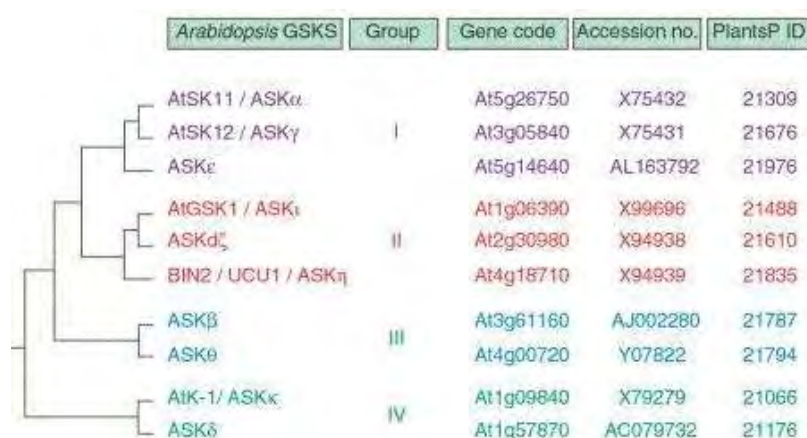 Arabidopsis GSKS Group Gene code Accession no. PlantsP ID
AtSK11 / ASKα At5g26750 X75432 21309
AtSK12 / ASKγ I At3g05840 X75431 21676
ASKε At5g14640 AL163792 21976
AtGSK1 / ASKι At1g06390 X99696 21488
ASKdζ II At2g30980 X94938 21610
BIN2 / UCU1 / ASKη At4g18710 X94939 21835
ASKβ At3g61160 AJ002280 21787
III
ASKθ At4g00720 Y07822 21794
AtK-1/ ASKκ At1g09840 X79279 21066
IV
ASKδ At1g57870 AC079732 21176